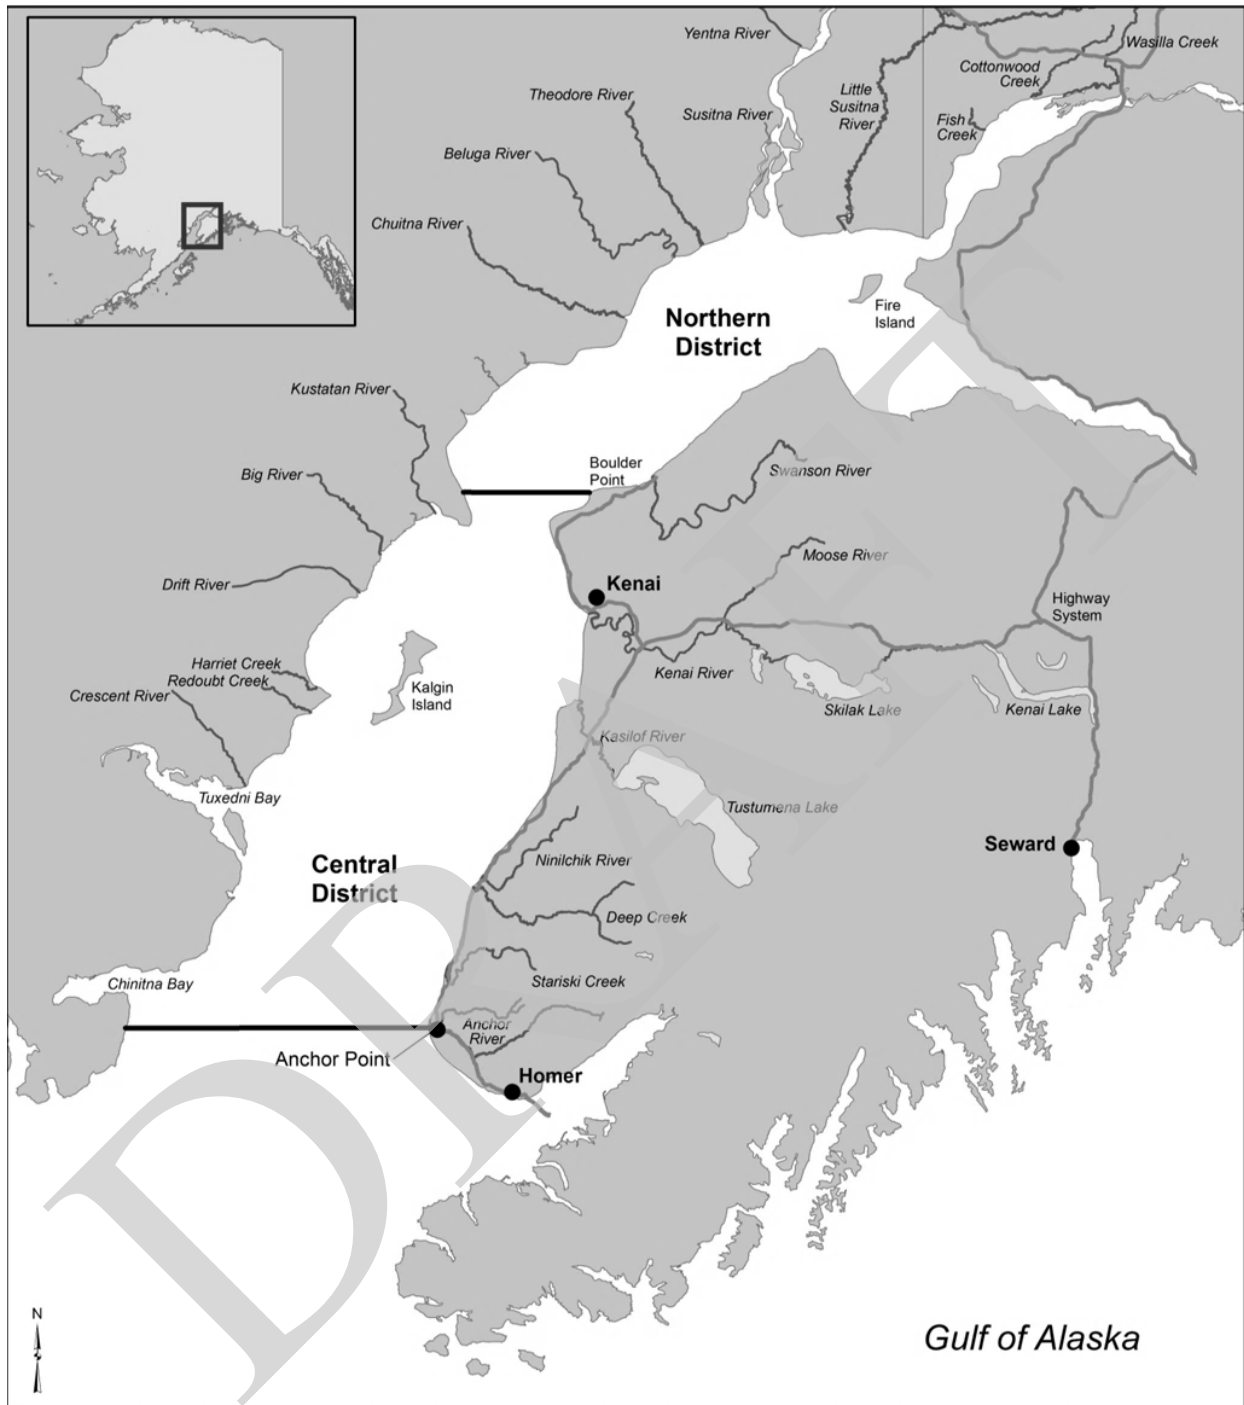 Yentna River
Wasilla Creek
Cottonwood
Creek
Theodore River
Little
Susitna
River
Susitna River
Fish
Creek
Beluga River
Chuitna River
Northern
District
Fire
Island
Kustatan River
Boulder
Point
Big River
Swanson River
Moose River
Drift River
Kenai
Highway
System
Harriet Creek
Redoubt Creek
Crescent River
Kalgin
Island
Kenai River
Skilak Lake
Kenai Lake
Kasilof River
Tuxedni Bay
Tustumena Lake
Seward
Central
District
Ninilchik River
Deep Creek
Stariski Creek
Chinitna Bay
Anchor
River
Anchor Point
Homer
N
Gulf of Alaska
DRAFT